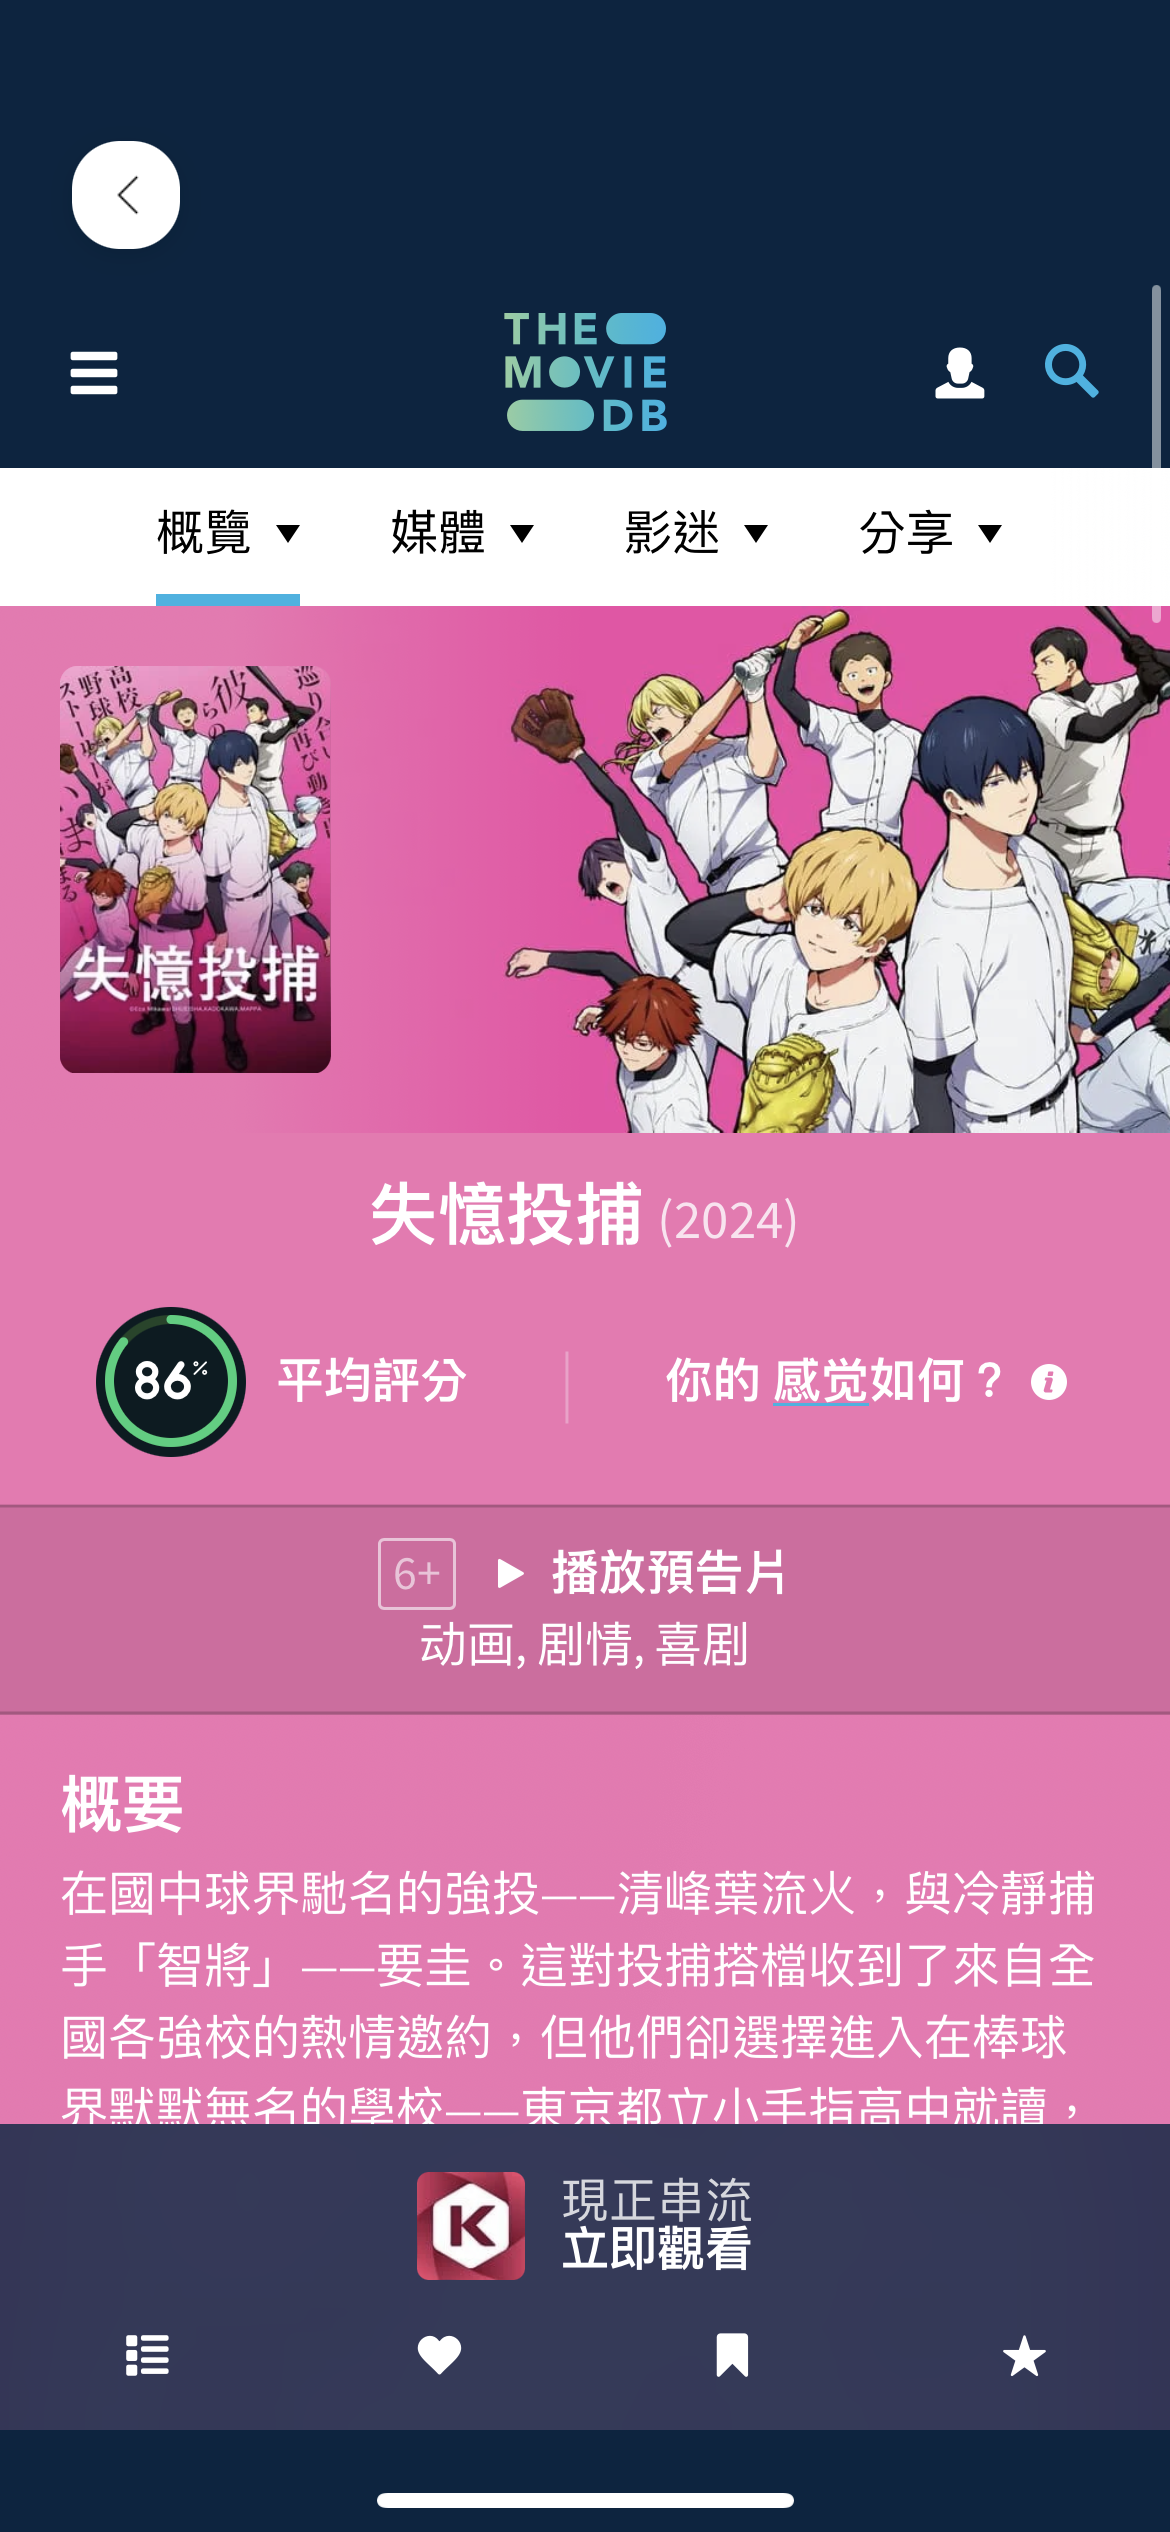 THE
MOVIE
DB
概覽
媒體
影迷
分享
高校
野球
ストーリーが
彼らの
巡り合い
再び動き出
いま
失憶投捕
失憶投捕 (2024)
86%
平均評分
你的 感觉如何？
6+
播放預告片
动画, 剧情, 喜剧
概要
在國中球界馳名的強投——清峰葉流火，與冷靜捕
手「智將」——要圭。這對投捕搭檔收到了來自全
國各強校的熱情邀約，但他們卻選擇進入在棒球
界默默無名的學校——東京都立小手指高中就讀，
K
現正串流
立即觀看